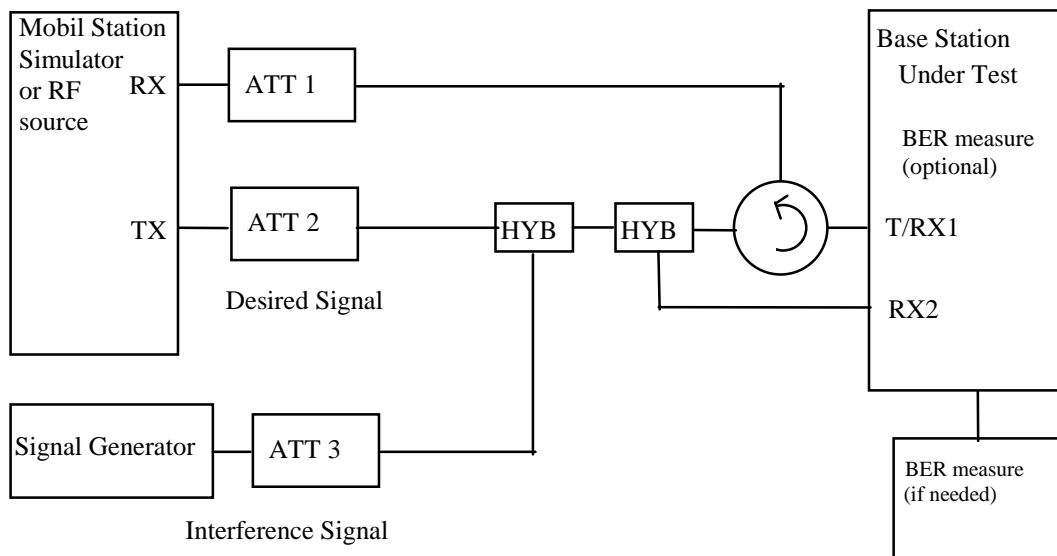 Mobil Station
Simulator
or RF
source
RX
TX
ATT 1
ATT 2
Desired Signal
HYB
HYB
Base Station
Under Test
BER measure
(optional)
T/RX1
RX2
Signal Generator
ATT 3
Interference Signal
BER measure
(if needed)